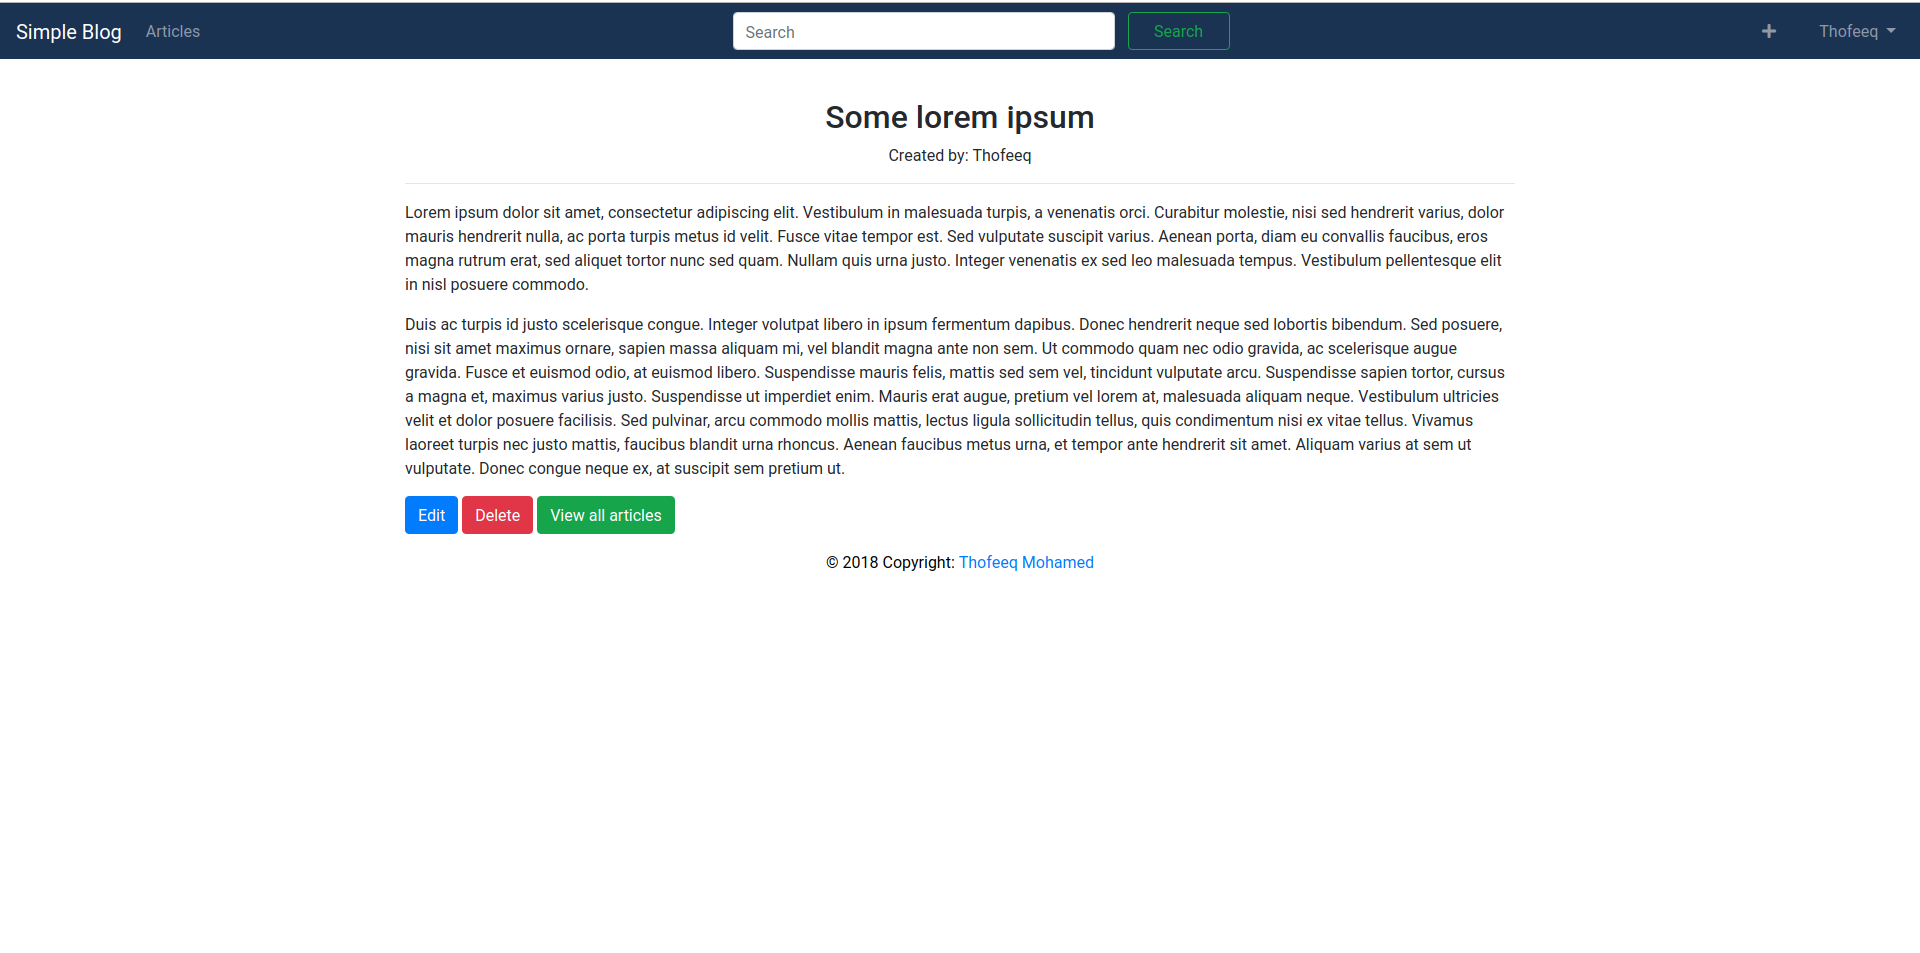 Simple Blog Articles Search Search + Thofeeq
Some lorem ipsum
Created by: Thofeeq
Lorem ipsum dolor sit amet, consectetur adipiscing elit. Vestibulum in malesuada turpis, a venenatis orci. Curabitur molestie, nisi sed hendrerit varius, dolor
mauris hendrerit nulla, ac porta turpis metus id velit. Fusce vitae tempor est. Sed vulputate suscipit varius. Aenean porta, diam eu convallis faucibus, eros
magna rutrum erat, sed aliquet tortor nunc sed quam. Nullam quis urna justo. Integer venenatis ex sed leo malesuada tempus. Vestibulum pellentesque elit
in nisl posuere commodo.
Duis ac turpis id justo scelerisque congue. Integer volutpat libero in ipsum fermentum dapibus. Donec hendrerit neque sed lobortis bibendum. Sed posuere,
nisi sit amet maximus ornare, sapien massa aliquam mi, vel blandit magna ante non sem. Ut commodo quam nec odio gravida, ac scelerisque augue
gravida. Fusce et euismod odio, at euismod libero. Suspendisse mauris felis, mattis sed sem vel, tincidunt vulputate arcu. Suspendisse sapien tortor, cursus
a magna et, maximus varius justo. Suspendisse ut imperdiet enim. Mauris erat augue, pretium vel lorem at, malesuada aliquam neque. Vestibulum ultricies
velit et dolor posuere facilisis. Sed pulvinar, arcu commodo mollis mattis, lectus ligula sollicitudin tellus, quis condimentum nisi ex vitae tellus. Vivamus
laoreet turpis nec justo mattis, faucibus blandit urna rhoncus. Aenean faucibus metus urna, et tempor ante hendrerit sit amet. Aliquam varius at sem ut
vulputate. Donec congue neque ex, at suscipit sem pretium ut.
Edit Delete View all articles
© 2018 Copyright: Thofeeq Mohamed